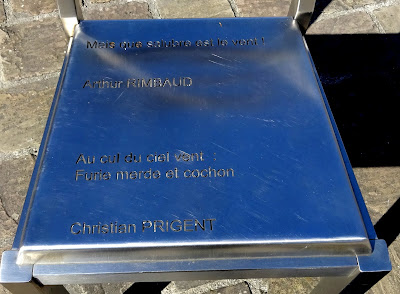 Mais que salubre est le vent !
Arthur RIMBAUD
Au cul du ciel vent :
Furie merde et cochon
Christian PRIGENT